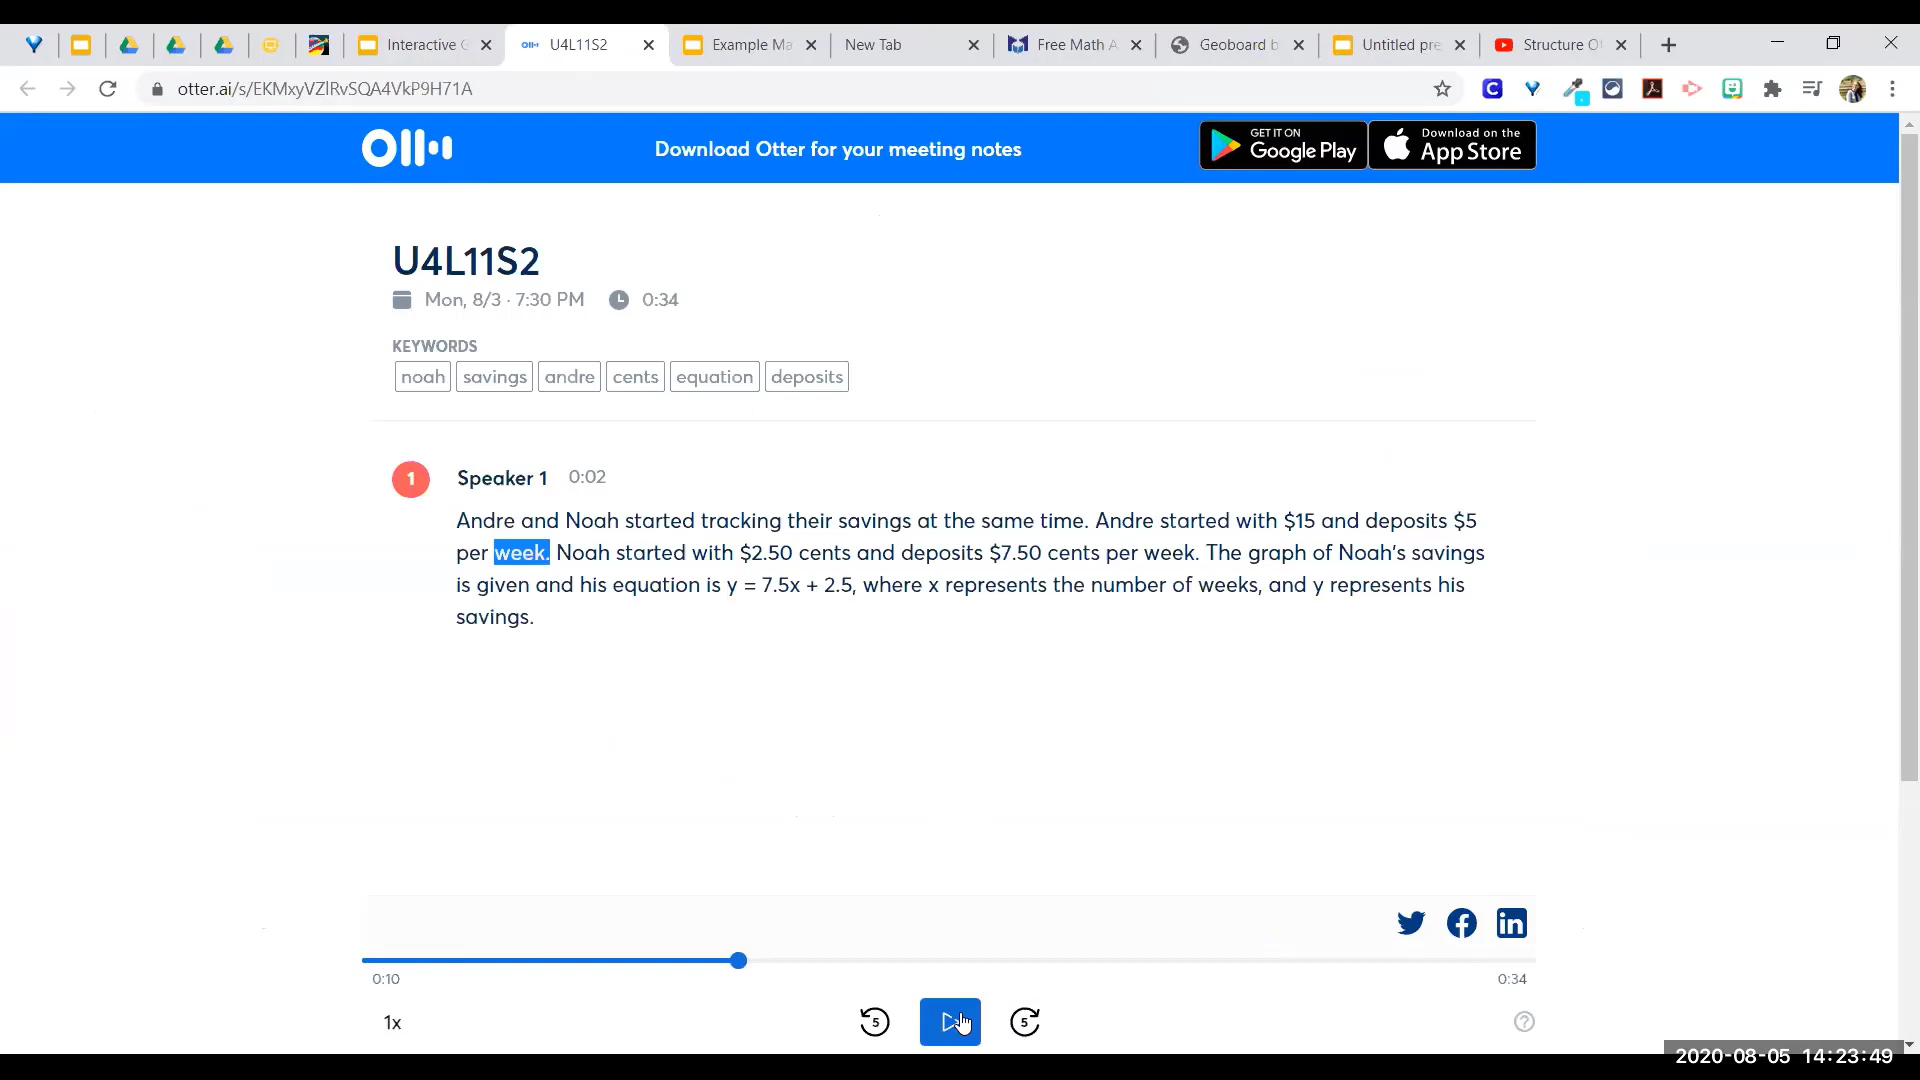 Interactive G
U4L11S2
Example Ma
New Tab
Free Math A
Geoboard b
Untitled pre
Structure O
otter.ai/s/EKMxyVZlRvSQA4VkP9H71A
Download Otter for your meeting notes
GET IT ON
Google Play
Download on the
App Store
U4L11S2
Mon, 8/3 · 7:30 PM 0:34
KEYWORDS
noah savings andre cents equation deposits
1 Speaker 1 0:02
Andre and Noah started tracking their savings at the same time. Andre started with $15 and deposits $5
per week. Noah started with $2.50 cents and deposits $7.50 cents per week. The graph of Noah's savings
is given and his equation is y = 7.5x + 2.5, where x represents the number of weeks, and y represents his
savings.
0:10
0:34
1x
5
5
2020-08-05 14:23:49